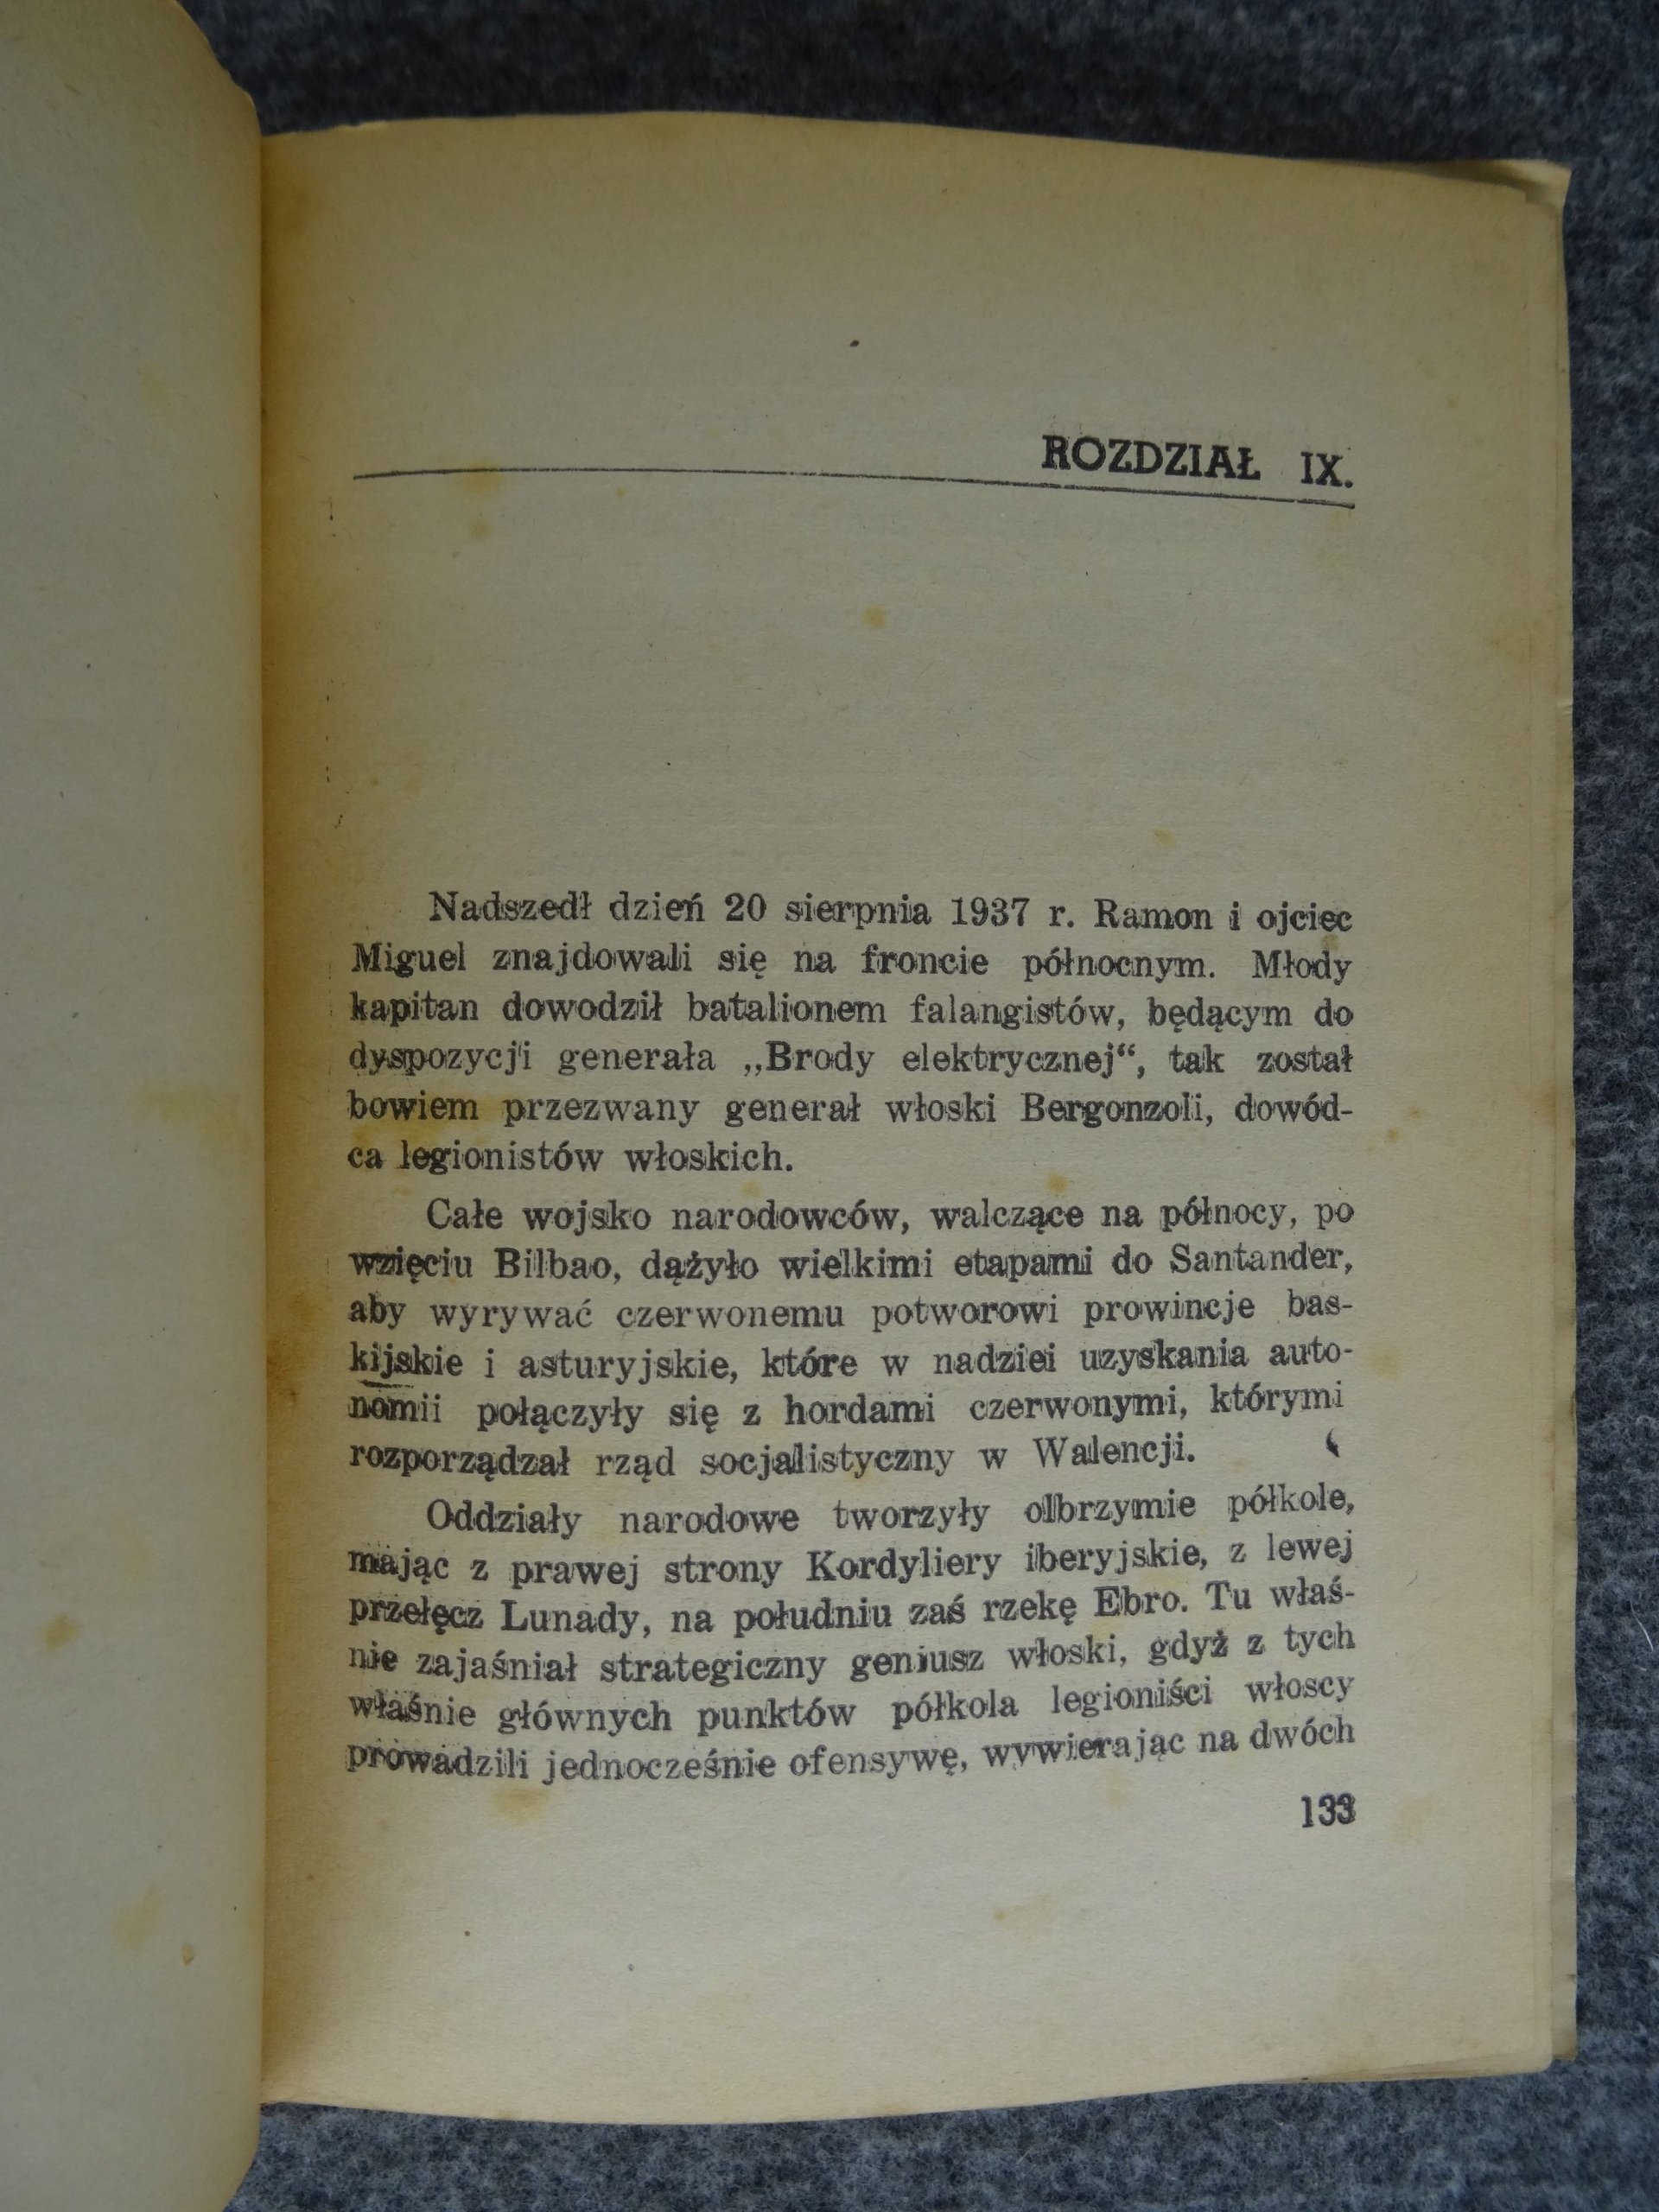 ROZDZIAŁ IX.
Nadszedł dzień 20 sierpnia 1937 r. Ramon i ojciec
Miguel znajdowali się na froncie północnym. Młody
kapitan dowodził batalionem falangistów, będącym do
dyspozycji generała „Brody elektrycznej“, tak został
bowiem przezwany generał włoski Bergonzoli, dowód-
ca legionistów włoskich.
Całe wojsko narodowców, walczące na północy, po
wzięciu Bilbao, dążyło wielkimi etapami do Santander,
aby wyrywać czerwonemu potworowi prowincje bas-
kijskie i asturyjskie, które w nadziei uzyskania auto-
nomii połączyły się z hordami czerwonymi, którymi
rozporządzał rząd socjalistyczny w Walencji.
Oddziały narodowe tworzyły olbrzymie półkole,
mając z prawej strony Kordyliery iberyjskie, z lewej
przełęcz Lunady, na południu zaś rzekę Ebro. Tu właś-
nie zajaśniał strategiczny geniusz włoski, gdyż z tych
właśnie głównych punktów półkola legioniści włoscy
prowadzili jednocześnie ofensywę, wywierając na dwóch
133